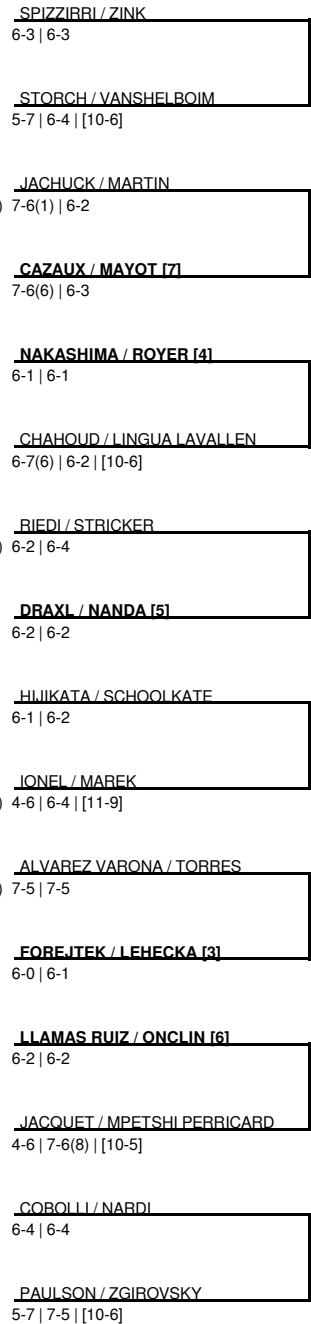 SPIZZIRRI / ZINK
6-3 | 6-3
STORCH / VANSHELBOIM
5-7 | 6-4 | [10-6]
JACHUCK / MARTIN
) 7-6(1) | 6-2
CAZAUX / MAYOT [7]
7-6(6) | 6-3
NAKASHIMA / ROYER [4]
6-1 | 6-1
CHAHOUD / LINGUA LAVALLEN
6-7(6) | 6-2 | [10-6]
RIEDI / STRICKER
) 6-2 | 6-4
DRAXL / NANDA [5]
6-2 | 6-2
HIJIKATA / SCHOOLKATE
6-1 | 6-2
IONEL / MAREK
) 4-6 | 6-4 | [11-9]
ALVAREZ VARONA / TORRES
) 7-5 | 7-5
FOREJTEK / LEHECKA [3]
6-0 | 6-1
LLAMAS RUIZ / ONCLIN [6]
6-2 | 6-2
JACQUET / MPETSHI PERRICARD
4-6 | 7-6(8) | [10-5]
COBOLLI / NARDI
6-4 | 6-4
PAULSON / ZGIROVSKY
5-7 | 7-5 | [10-6]